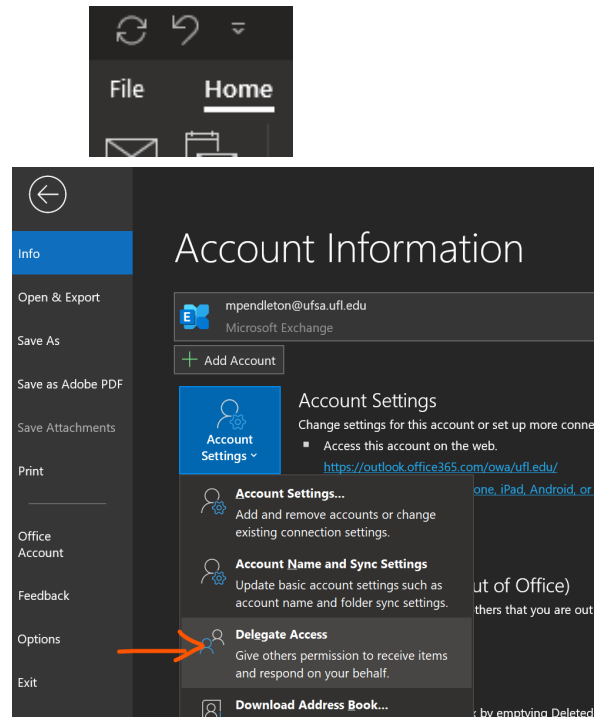 File Home
Account Information
Info
mpendleton@ufsa.ufl.edu
Microsoft Exchange
Open & Export
Save As
Add Account
Save as Adobe PDF
Save Attachments
Print
Office
Account
Feedback
Options
Exit
Account
Settings
Account Settings
Change settings for this account or set up more conne
Access this account on the web.
https://outlook.office365.com/owa/ufl.edu/
one, iPad, Android, or
Account Settings...
Add and remove accounts or change
existing connection settings.
Account Name and Sync Settings
Update basic account settings such as
account name and folder sync settings.
ut of Office)
thers that you are out
Delegate Access
Give others permission to receive items
and respond on your behalf.
Download Address Book...
by emptying Deleted